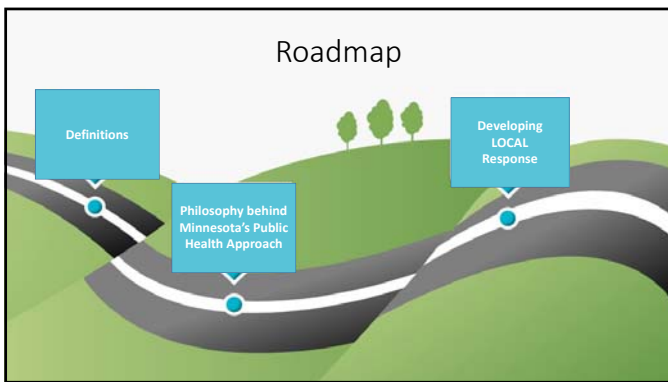 Roadmap
Definitions
Philosophy behind
Minnesota's Public
Health Approach
Developing
LOCAL
Response